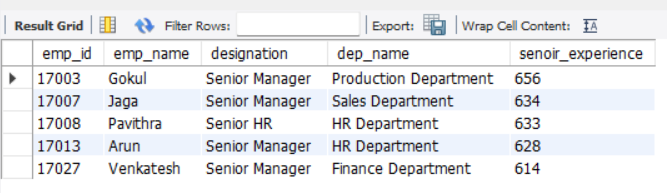 Result Grid Filter Rows: Export: Wrap Cell Content: IA
emp_id emp_name designation dep_name senoir_experience
17003 Gokul Senior Manager Production Department 656
17007 Jaga Senior Manager Sales Department 634
17008 Pavithra Senior HR HR Department 633
17013 Arun Senior Manager HR Department 628
17027 Venkatesh Senior Manager Finance Department 614